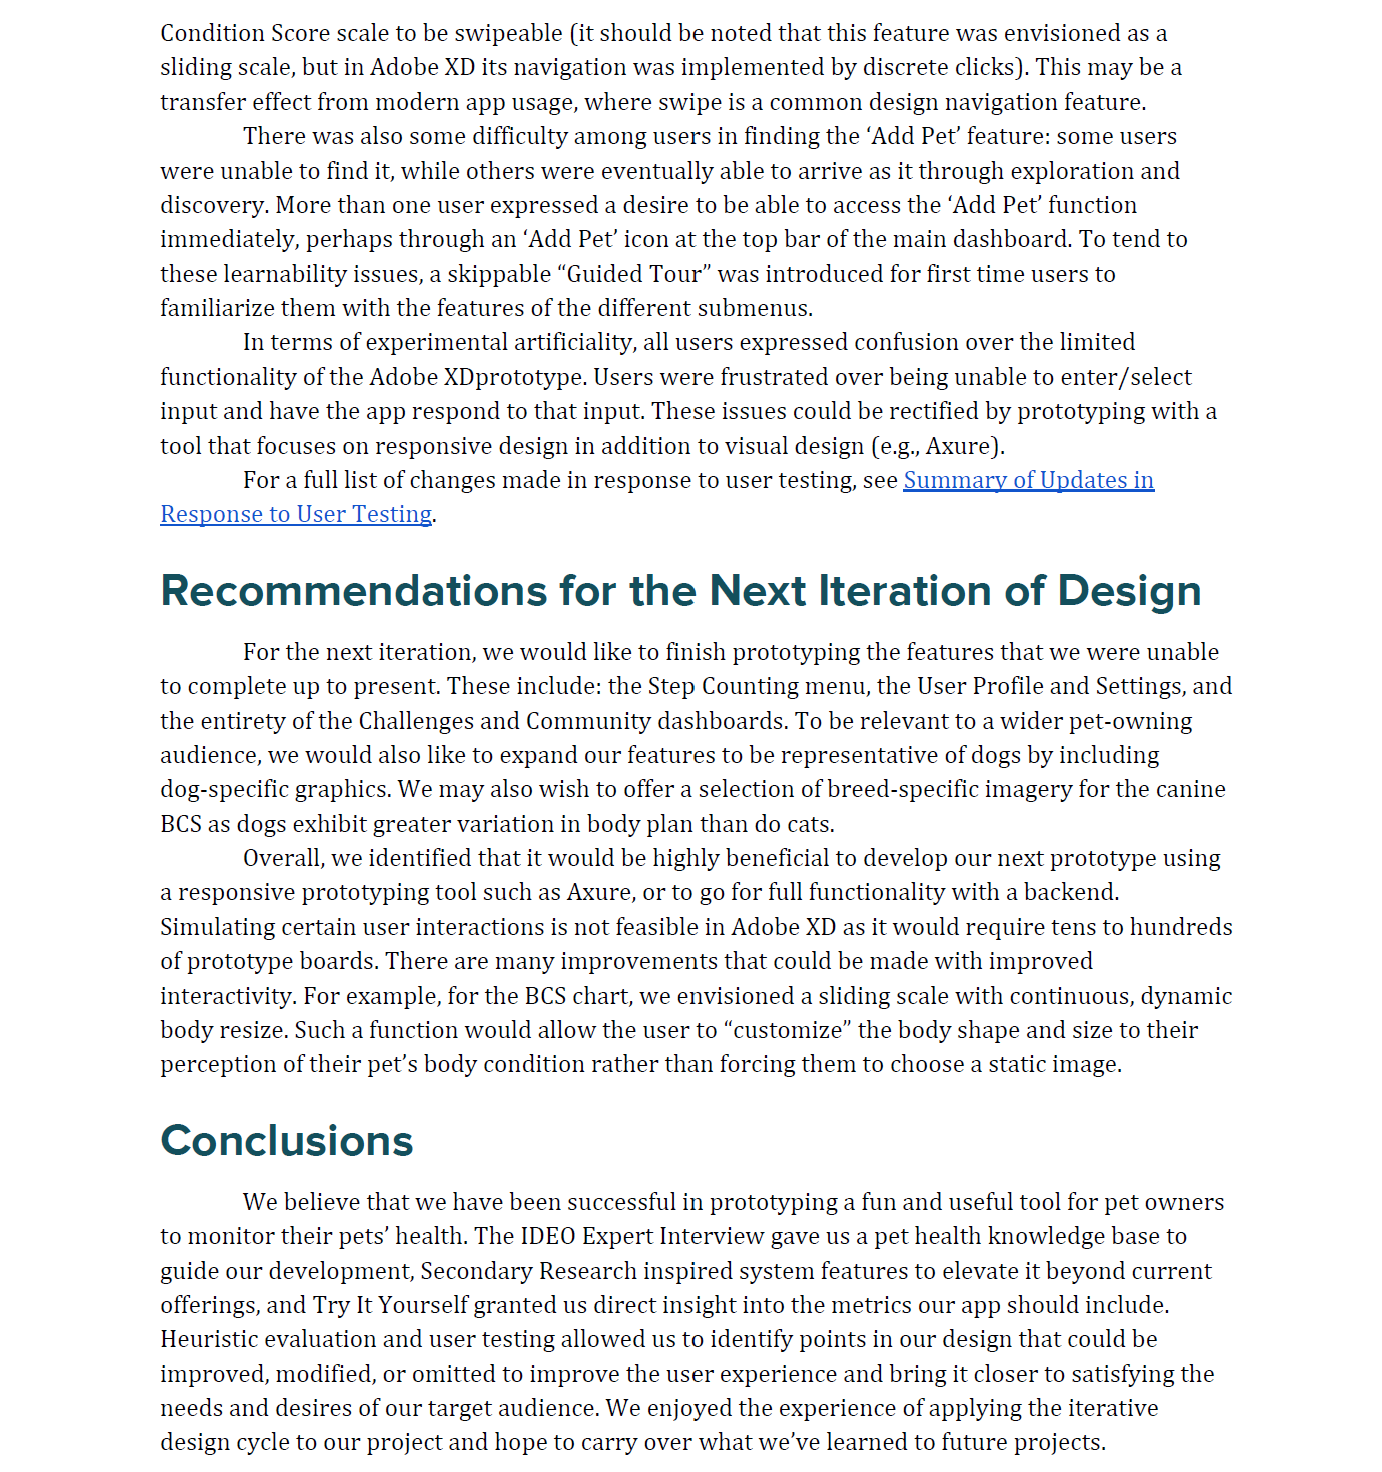 Condition Score scale to be swipeable (it should be noted that this feature was envisioned as a
sliding scale, but in Adobe XD its navigation was implemented by discrete clicks). This may be a
transfer effect from modern app usage, where swipe is a common design navigation feature.
There was also some difficulty among users in finding the ‘Add Pet’ feature: some users
were unable to find it, while others were eventually able to arrive as it through exploration and
discovery. More than one user expressed a desire to be able to access the ‘Add Pet’ function
immediately, perhaps through an ‘Add Pet’ icon at the top bar of the main dashboard. To tend to
these learnability issues, a skippable “Guided Tour” was introduced for first time users to
familiarize them with the features of the different submenus.
In terms of experimental artificiality, all users expressed confusion over the limited
functionality of the Adobe XDprototype. Users were frustrated over being unable to enter/select
input and have the app respond to that input. These issues could be rectified by prototyping with a
tool that focuses on responsive design in addition to visual design (e.g., Axure).
For a full list of changes made in response to user testing, see Summary of Updates in
Response to User Testing.
Recommendations for the Next Iteration of Design
For the next iteration, we would like to finish prototyping the features that we were unable
to complete up to present. These include: the Step Counting menu, the User Profile and Settings, and
the entirety of the Challenges and Community dashboards. To be relevant to a wider pet-owning
audience, we would also like to expand our features to be representative of dogs by including
dog-specific graphics. We may also wish to offer a selection of breed-specific imagery for the canine
BCS as dogs exhibit greater variation in body plan than do cats.
Overall, we identified that it would be highly beneficial to develop our next prototype using
a responsive prototyping tool such as Axure, or to go for full functionality with a backend.
Simulating certain user interactions is not feasible in Adobe XD as it would require tens to hundreds
of prototype boards. There are many improvements that could be made with improved
interactivity. For example, for the BCS chart, we envisioned a sliding scale with continuous, dynamic
body resize. Such a function would allow the user to “customize” the body shape and size to their
perception of their pet’s body condition rather than forcing them to choose a static image.
Conclusions
We believe that we have been successful in prototyping a fun and useful tool for pet owners
to monitor their pets’ health. The IDEO Expert Interview gave us a pet health knowledge base to
guide our development, Secondary Research inspired system features to elevate it beyond current
offerings, and Try It Yourself granted us direct insight into the metrics our app should include.
Heuristic evaluation and user testing allowed us to identify points in our design that could be
improved, modified, or omitted to improve the user experience and bring it closer to satisfying the
needs and desires of our target audience. We enjoyed the experience of applying the iterative
design cycle to our project and hope to carry over what we’ve learned to future projects.